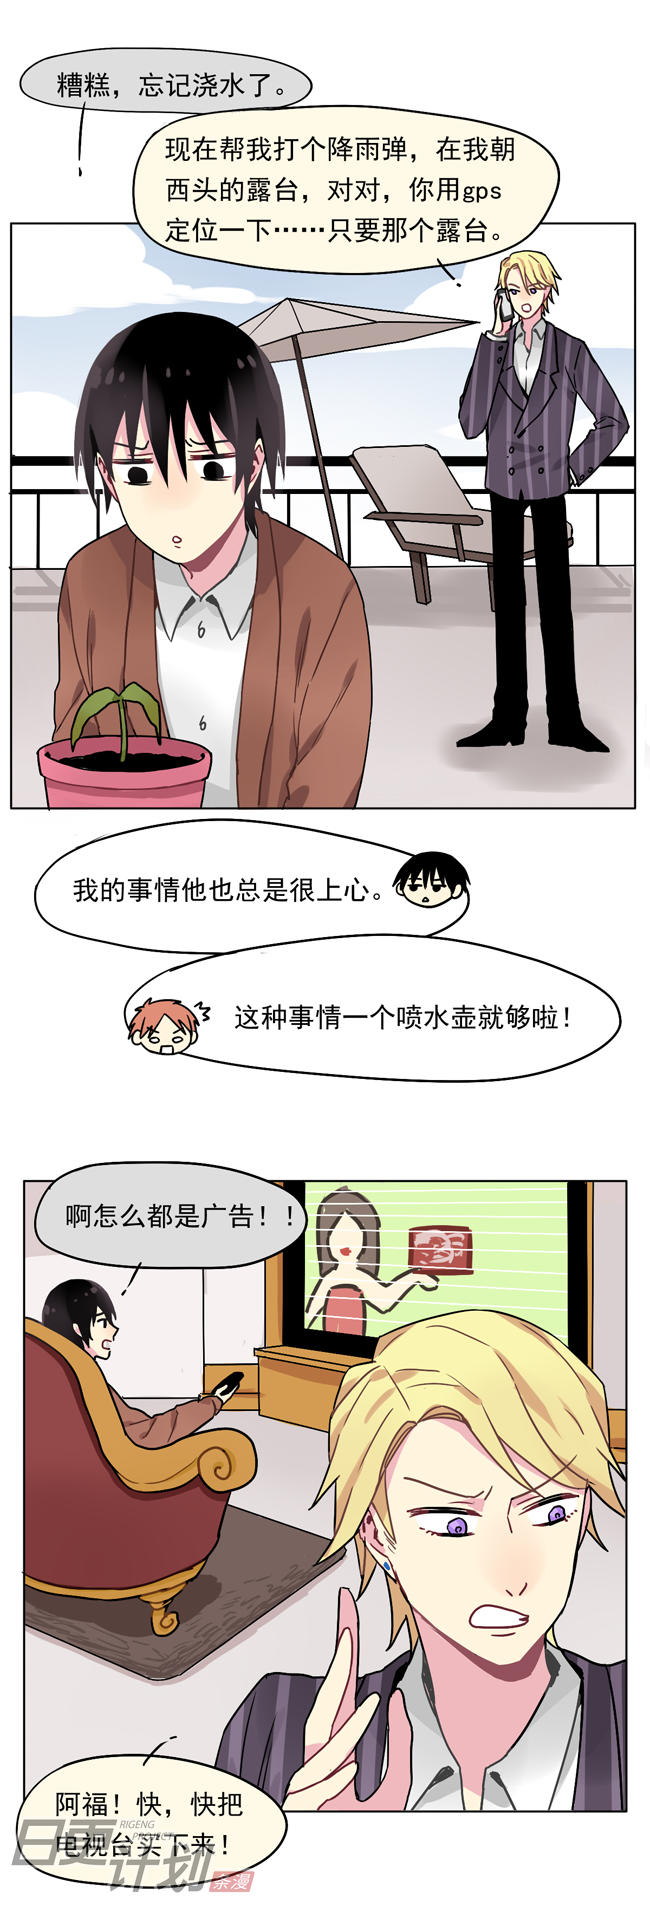 糟糕，忘记浇水了。
现在帮我打个降雨弹，在我朝
西头的露台，对对，你用gps
定位一下……只要那个露台。
我的事情他也总是很上心。
这种事情一个喷水壶就够啦！
啊怎么都是广告！！
阿福！快，快把
电视台买下来！
日更计划
RIGENG
PROJECT
条漫